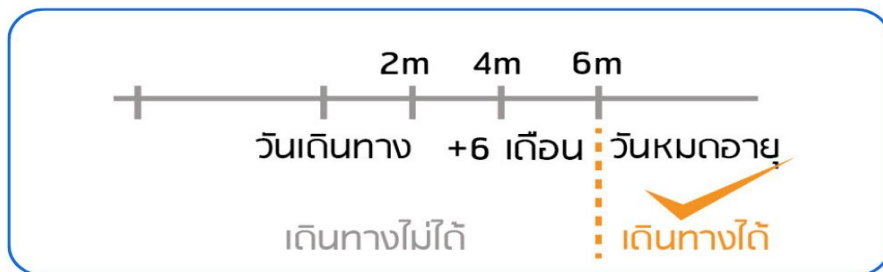 2m 4m 6m
วันเดินทาง +6 เดือน วันหมดอายุ
เดินทางไม่ได้ เดินทางได้